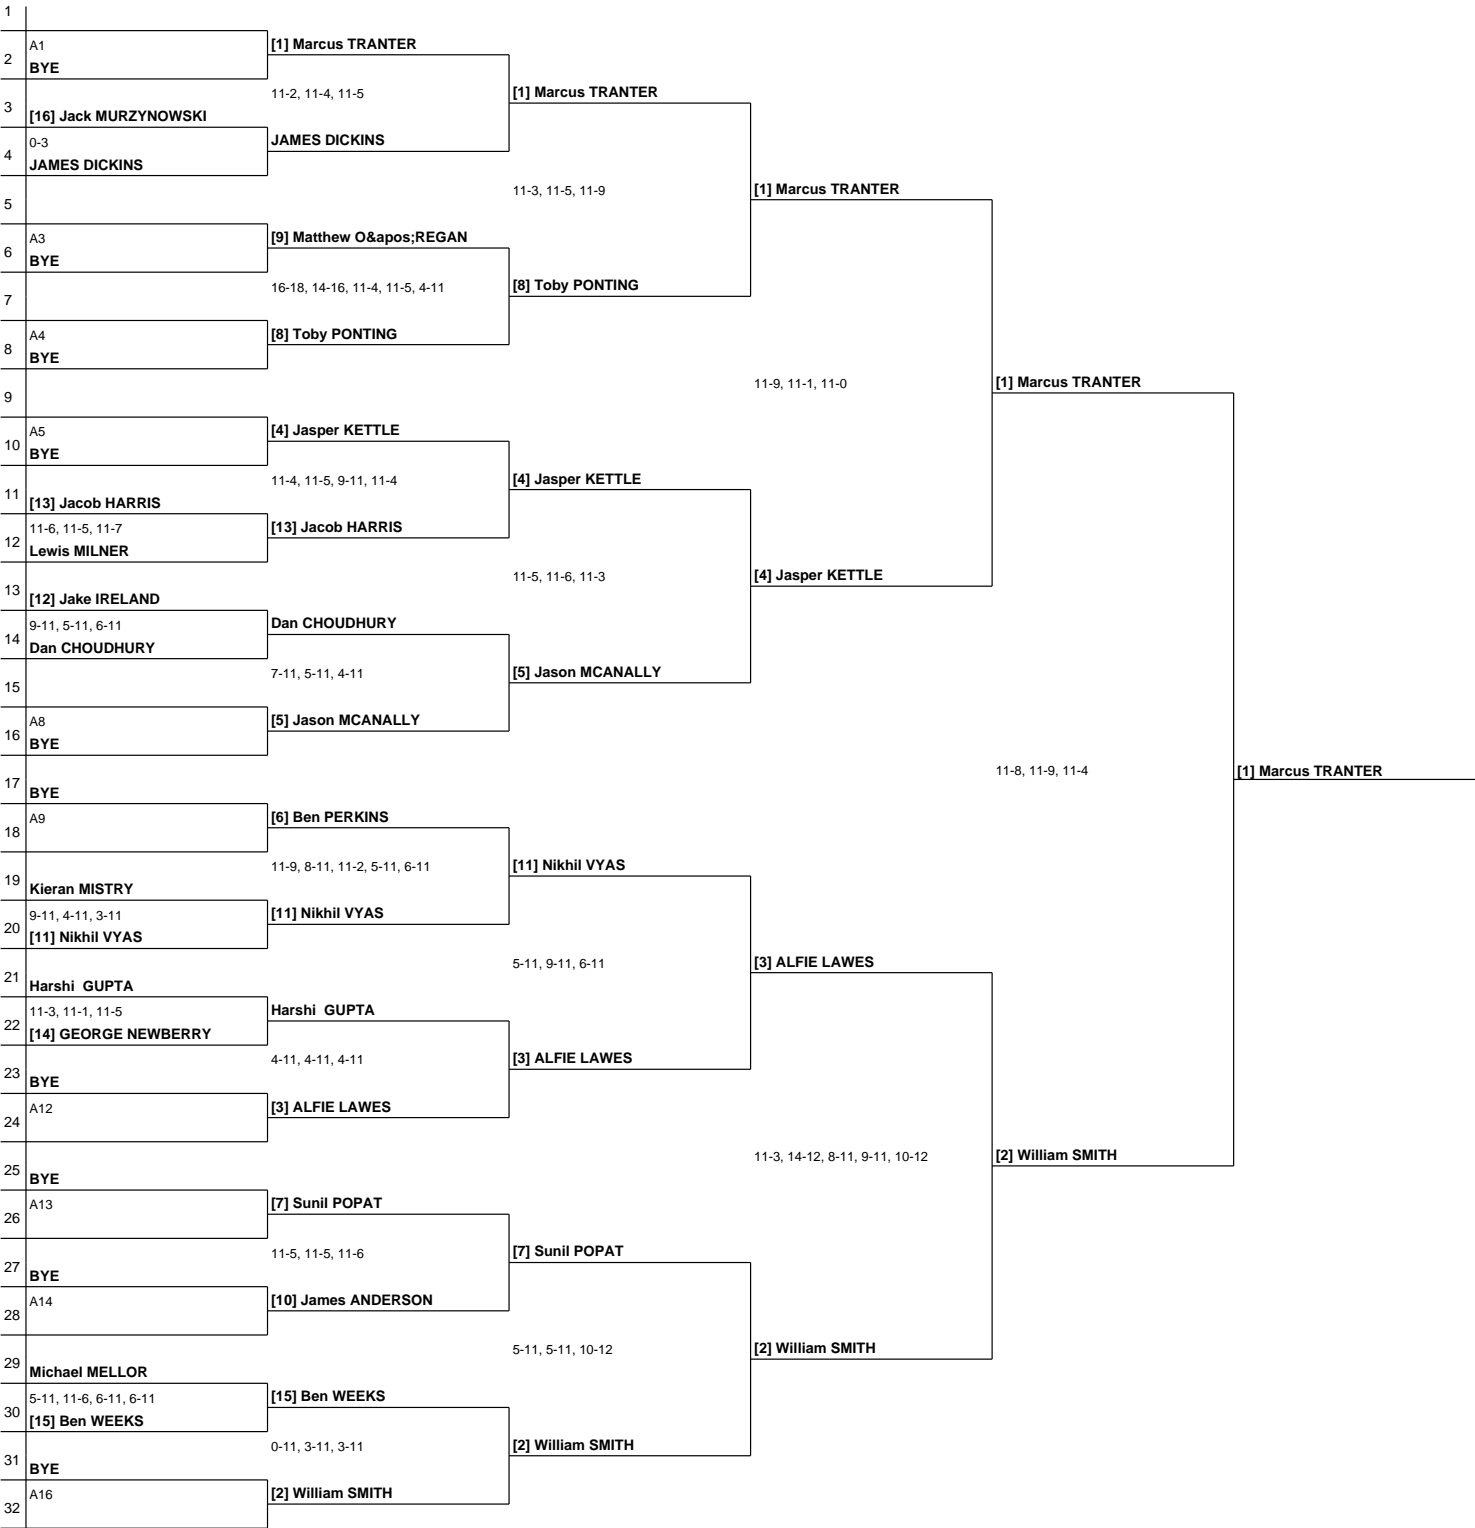 1
A1
[1] Marcus TRANTER
2
BYE
11-2, 11-4, 11-5
[1] Marcus TRANTER
3
[16] Jack MURZYNOWSKI
0-3
JAMES DICKINS
4
JAMES DICKINS
11-3, 11-5, 11-9
[1] Marcus TRANTER
5
A3
[9] Matthew O&apos;REGAN
6
BYE
16-18, 14-16, 11-4, 11-5, 4-11
[8] Toby PONTING
7
A4
[8] Toby PONTING
8
BYE
11-9, 11-1, 11-0
[1] Marcus TRANTER
9
A5
[4] Jasper KETTLE
10
BYE
11-4, 11-5, 9-11, 11-4
[4] Jasper KETTLE
11
[13] Jacob HARRIS
11-6, 11-5, 11-7
[13] Jacob HARRIS
12
Lewis MILNER
11-5, 11-6, 11-3
[4] Jasper KETTLE
13
[12] Jake IRELAND
9-11, 5-11, 6-11
Dan CHOUDHURY
14
Dan CHOUDHURY
7-11, 5-11, 4-11
[5] Jason MCANALLY
15
A8
[5] Jason MCANALLY
16
BYE
11-8, 11-9, 11-4
[1] Marcus TRANTER
17
BYE
A9
[6] Ben PERKINS
18
11-9, 8-11, 11-2, 5-11, 6-11
[11] Nikhil VYAS
19
Kieran MISTRY
9-11, 4-11, 3-11
[11] Nikhil VYAS
20
[11] Nikhil VYAS
5-11, 9-11, 6-11
[3] ALFIE LAWES
21
Harshi  GUPTA
11-3, 11-1, 11-5
Harshi  GUPTA
22
[14] GEORGE NEWBERRY
4-11, 4-11, 4-11
[3] ALFIE LAWES
23
BYE
A12
[3] ALFIE LAWES
24
11-3, 14-12, 8-11, 9-11, 10-12
[2] William SMITH
25
BYE
A13
[7] Sunil POPAT
26
11-5, 11-5, 11-6
[7] Sunil POPAT
27
BYE
A14
[10] James ANDERSON
28
5-11, 5-11, 10-12
[2] William SMITH
29
Michael MELLOR
5-11, 11-6, 6-11, 6-11
[15] Ben WEEKS
30
[15] Ben WEEKS
0-11, 3-11, 3-11
[2] William SMITH
31
BYE
A16
[2] William SMITH
32